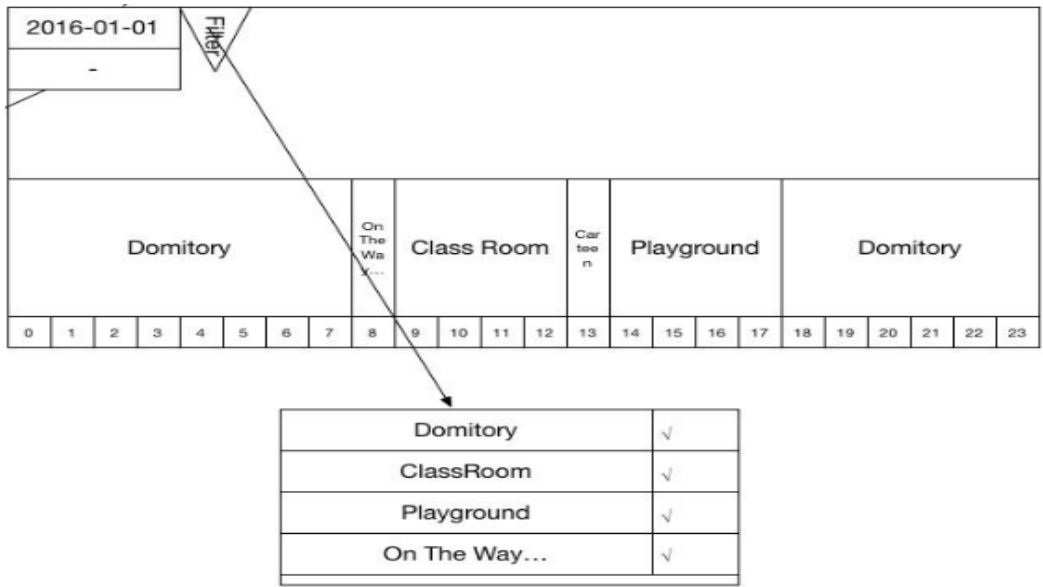 2016-01-01
-
Filter
Domitory
On
The
Wa
y...
Class Room
Car
tee
n
Playground
Domitory
0 1 2 3 4 5 6 7 8 9 10 11 12 13 14 15 16 17 18 19 20 21 22 23
Domitory √
ClassRoom √
Playground √
On The Way... √